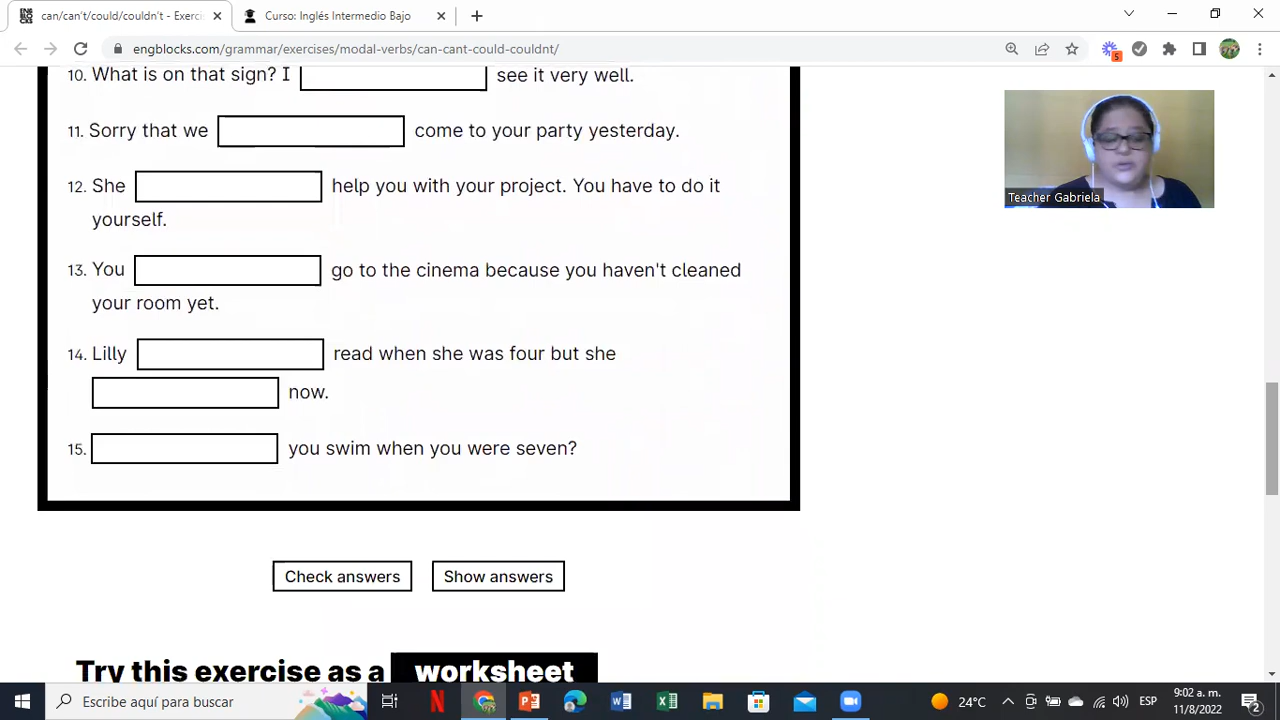 can/can't/could/couldn't - Exerci
Curso: Inglés Intermedio Bajo
engblocks.com/grammar/exercises/modal-verbs/can-cant-could-couldnt/
5
10. What is on that sign? I see it very well.
11. Sorry that we come to your party yesterday.
12. She help you with your project. You have to do it
yourself.
13. You go to the cinema because you haven't cleaned
your room yet.
14. Lilly read when she was four but she
now.
15. you swim when you were seven?
Check answers Show answers
Try this exercise as a worksheet
Teacher Gabriela
Escribe aquí para buscar
24°C
ESP
9:02 a. m.
11/8/2022
2